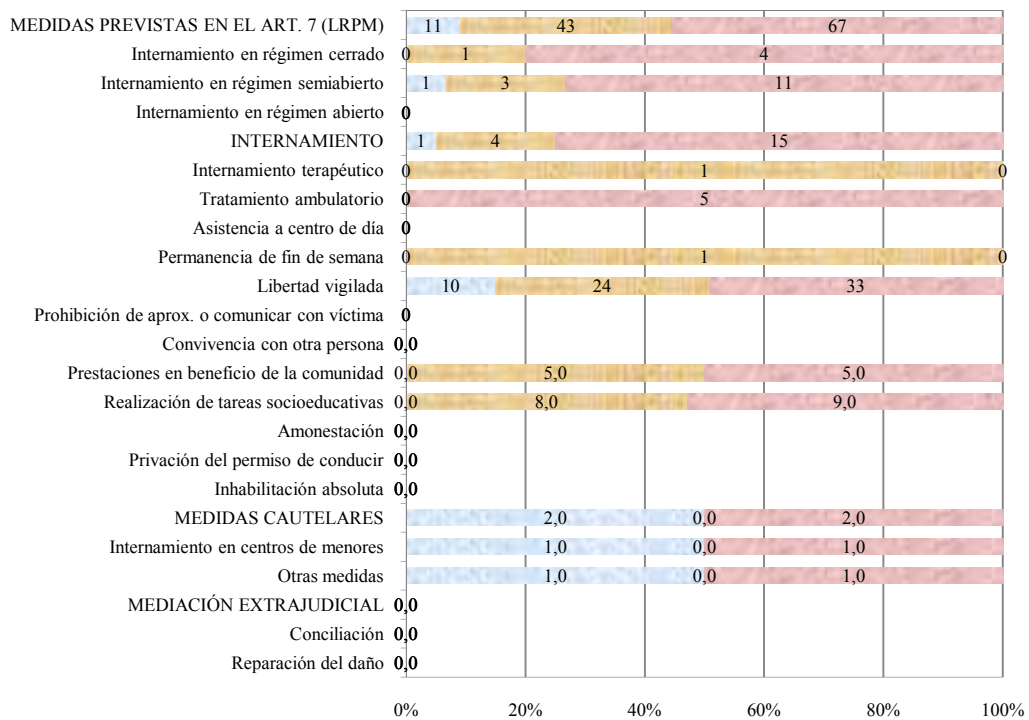 MEDIDAS PREVISTAS EN EL ART. 7 (LRPM) 11 43 67
Internamiento en régimen cerrado 0 1 4
Internamiento en régimen semiabierto 1 3 11
Internamiento en régimen abierto 0
INTERNAMIENTO 1 4 15
Internamiento terapéutico 0 1 0
Tratamiento ambulatorio 0 5
Asistencia a centro de día 0
Permanencia de fin de semana 0 1 0
Libertad vigilada 10 24 33
Prohibición de aprox. o comunicar con víctima 0
Convivencia con otra persona 0,0
Prestaciones en beneficio de la comunidad 0,0 5,0 5,0
Realización de tareas socioeducativas 0,0 8,0 9,0
Amonestación 0,0
Privación del permiso de conducir 0,0
Inhabilitación absoluta 0,0
MEDIDAS CAUTELARES 2,0 0,0 2,0
Internamiento en centros de menores 1,0 0,0 1,0
Otras medidas 1,0 0,0 1,0
MEDIACIÓN EXTRAJUDICIAL 0,0
Conciliación 0,0
Reparación del daño 0,0
0% 20% 40% 60% 80% 100%